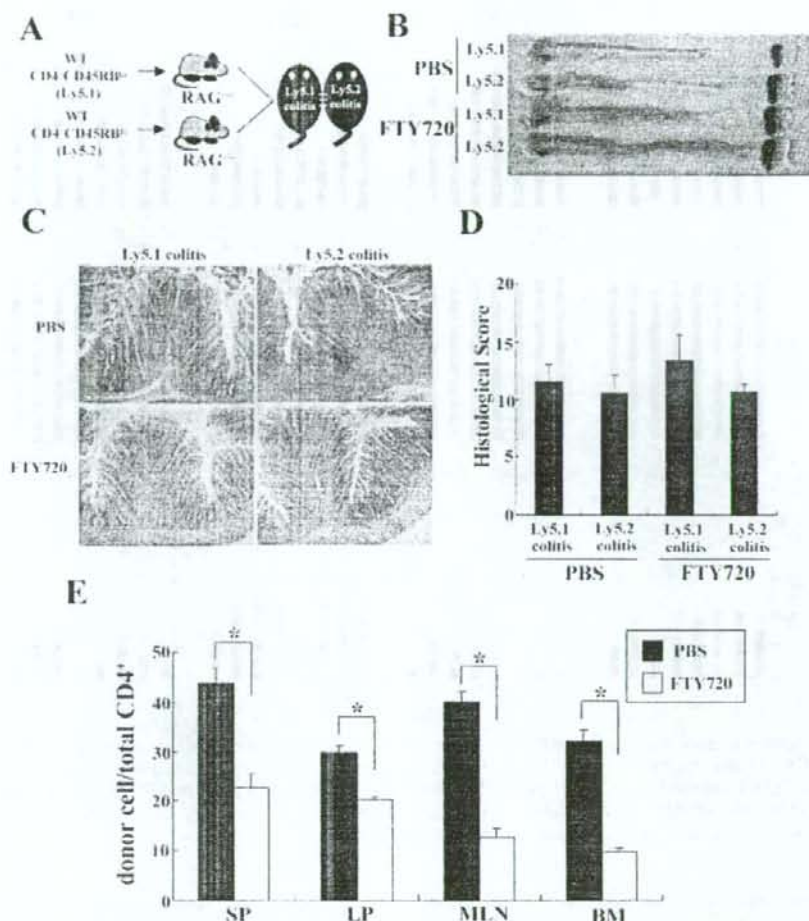 A
WT
CD4 CD45RB
(Ly5.1)
RAG
WT
CD4 CD45RB
(Ly5.2)
RAG
Ly5.1
colitis
Ly5.2
colitis
B
PBS
Ly5.1
Ly5.2
FTY720
Ly5.1
Ly5.2
C
Ly5.1 colitis
Ly5.2 colitis
PBS
FTY720
D
Histological Score
20
15
10
5
0
Ly5.1
colitis
Ly5.2
colitis
Ly5.1
colitis
Ly5.2
colitis
PBS
FTY720
E
donor cell/total CD4⁺
50
40
30
20
10
0
*
*
*
*
PBS
FTY720
SP
LP
MLN
BM